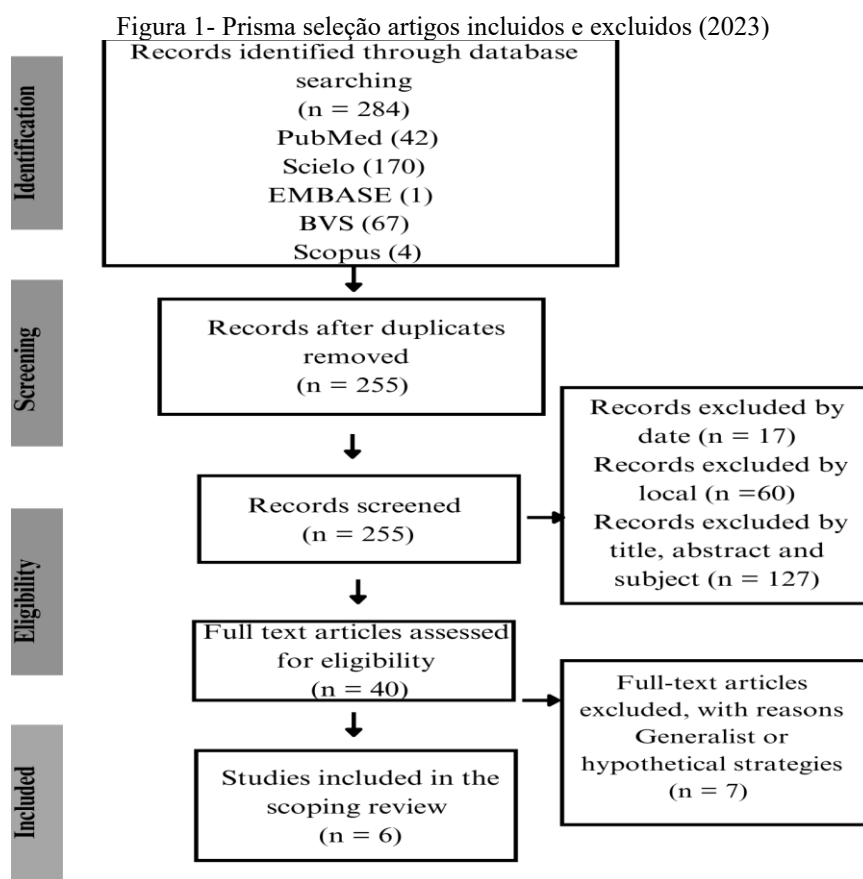 Figura 1- Prisma seleção artigos incluidos e excluidos (2023)
Identification
Records identified through database
searching
(n = 284)
PubMed (42)
Scielo (170)
EMBASE (1)
BVS (67)
Scopus (4)
Screening
Records after duplicates
removed
(n = 255)
Records screened
(n = 255)
Records excluded by
date (n = 17)
Records excluded by
local (n =60)
Records excluded by
title, abstract and
subject (n = 127)
Eligibility
Full text articles assessed
for eligibility
(n = 40)
Full-text articles
excluded, with reasons
Generalist or
hypothetical strategies
(n = 7)
Included
Studies included in the
scoping review
(n = 6)